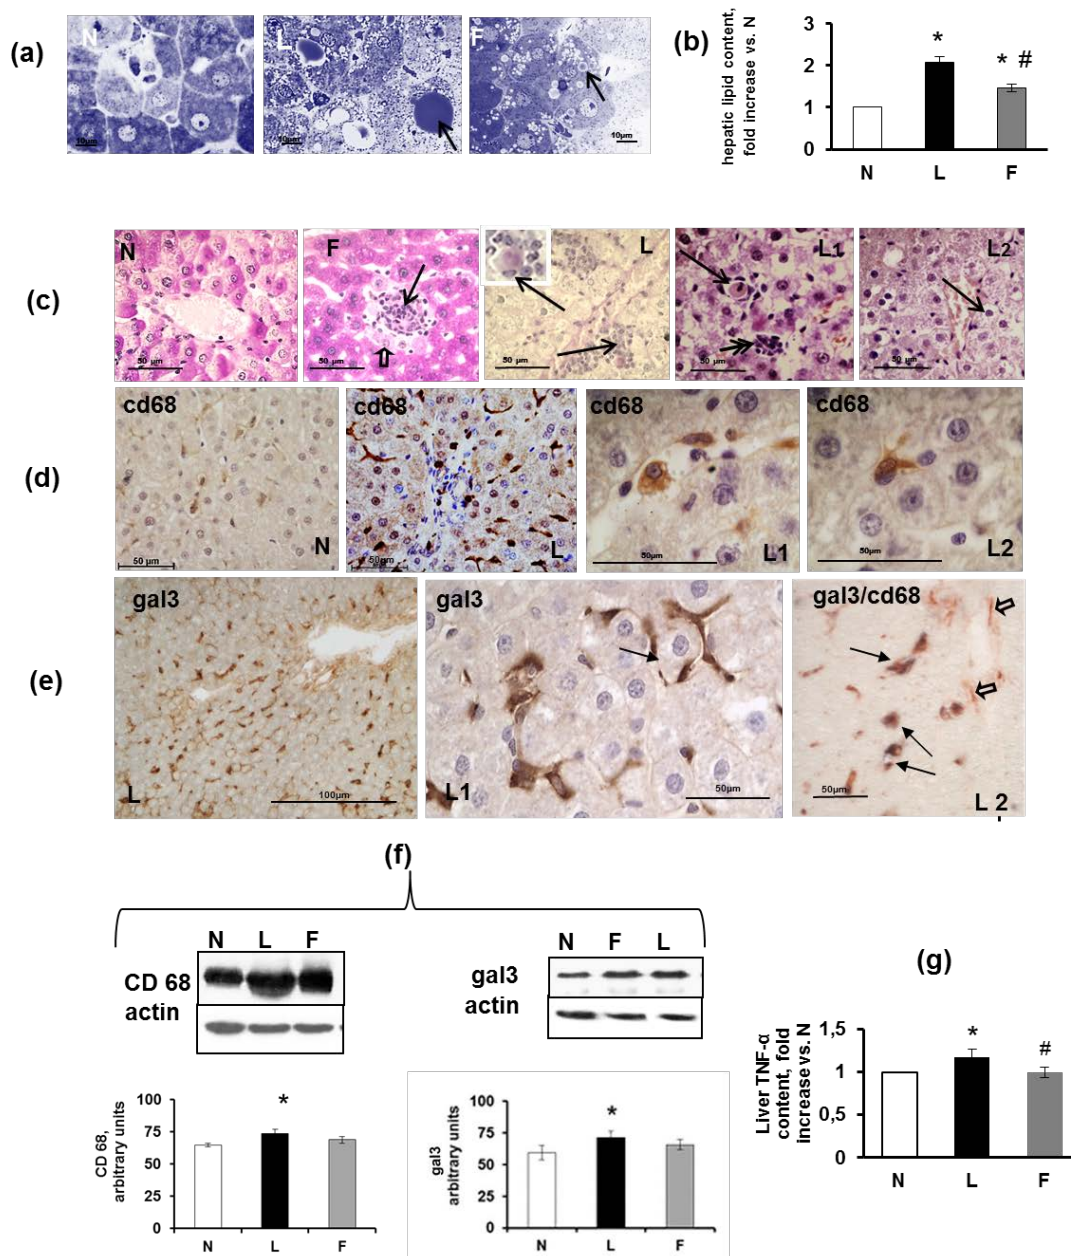 (a)
N
10µm
L
10µm
F
10µm
(b)
hepatic lipid content,
fold increase vs. N
3
2
1
0
*
* #
N L F
(c)
N
50 µm
F
50 µm
L
50 µm
L1
50 µm
L2
50 µm
(d)
cd68
N
50 µm
cd68
L
50µm
cd68
L1
50µm
cd68
L2
50µm
(e)
gal3
L
100µm
gal3
L1
50µm
gal3/cd68
50µm
L 2
(f)
N L F
CD 68
actin
N F L
gal3
actin
CD 68,
arbitrary units
100
75
50
25
0
*
N L F
gal3
arbitrary units
100
75
50
25
0
*
N L F
(g)
Liver TNF-α
content, fold
increase vs. N
1,5
1
0,5
0
*
#
N L F